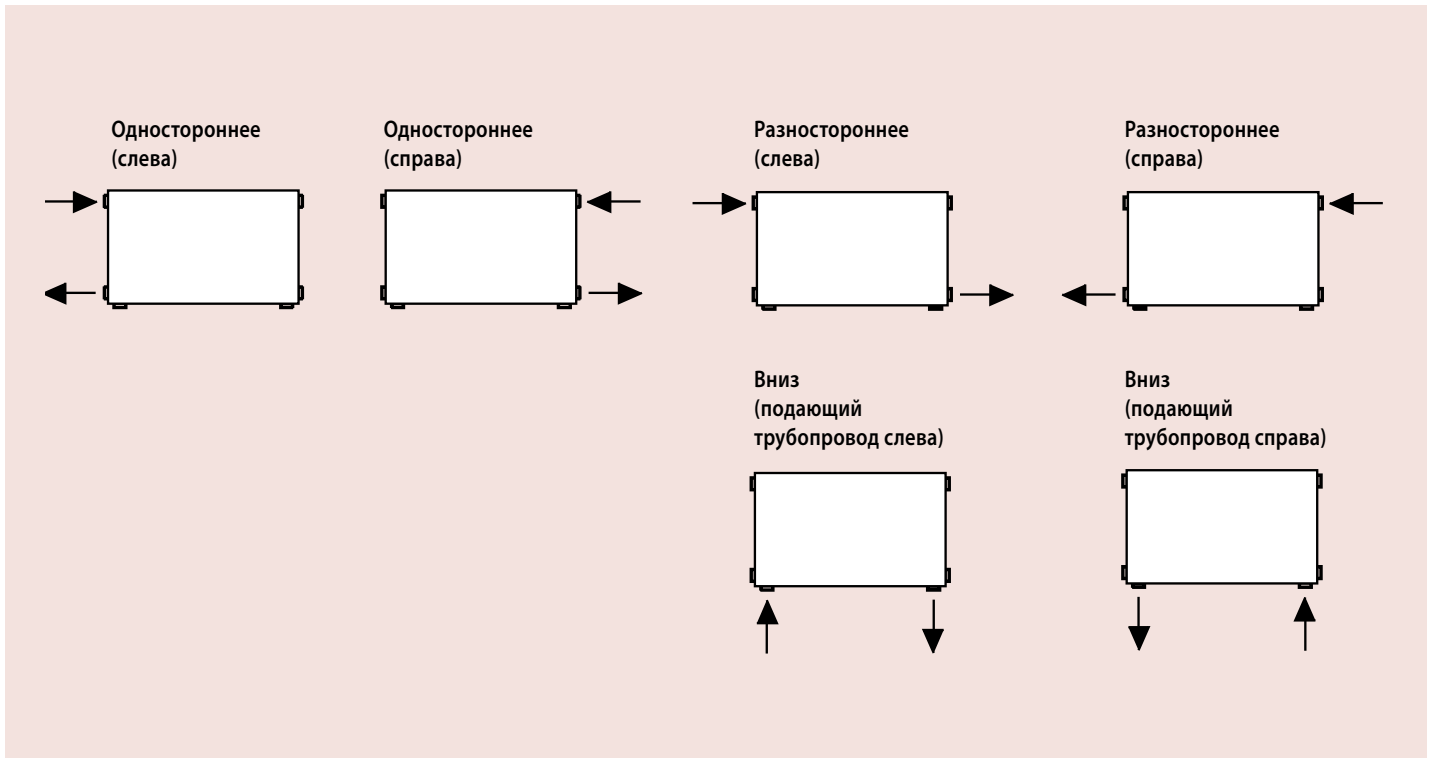 Одностороннее
(слева)
Одностороннее
(справа)
Разностороннее
(слева)
Разностороннее
(справа)
Вниз
(подающий
трубопровод слева)
Вниз
(подающий
трубопровод справа)